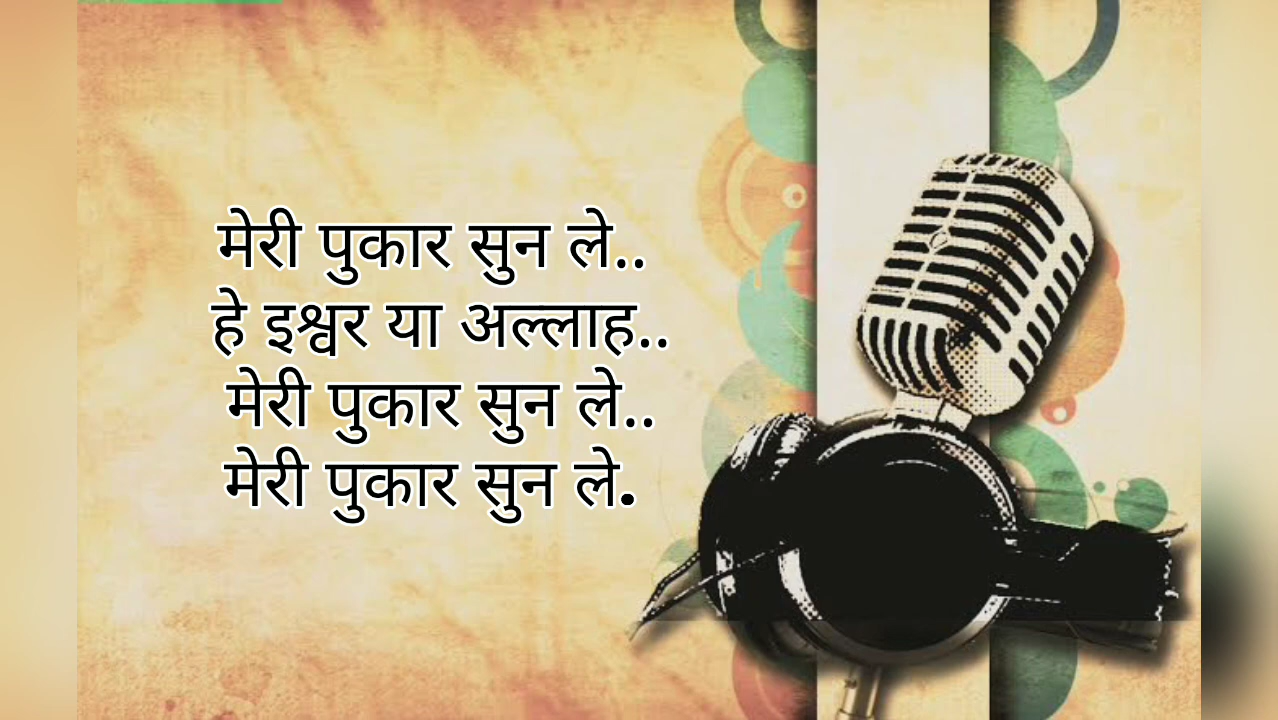 मेरी पुकार सुन ले..
हे इश्वर या अल्लाह..
मेरी पुकार सुन ले..
मेरी पुकार सुन ले.